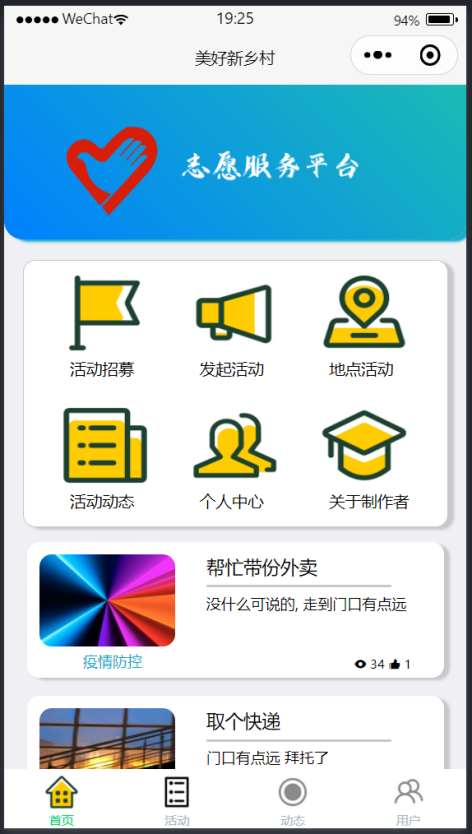 WeChat 19:25 94%
美好新乡村
志愿服务平台
活动招募 发起活动 地点活动
活动动态 个人中心 关于制作者
帮忙带份外卖
没什么可说的, 走到门口有点远
疫情防控 34 1
取个快递
门口有点远 拜托了
首页 活动 动态 用户